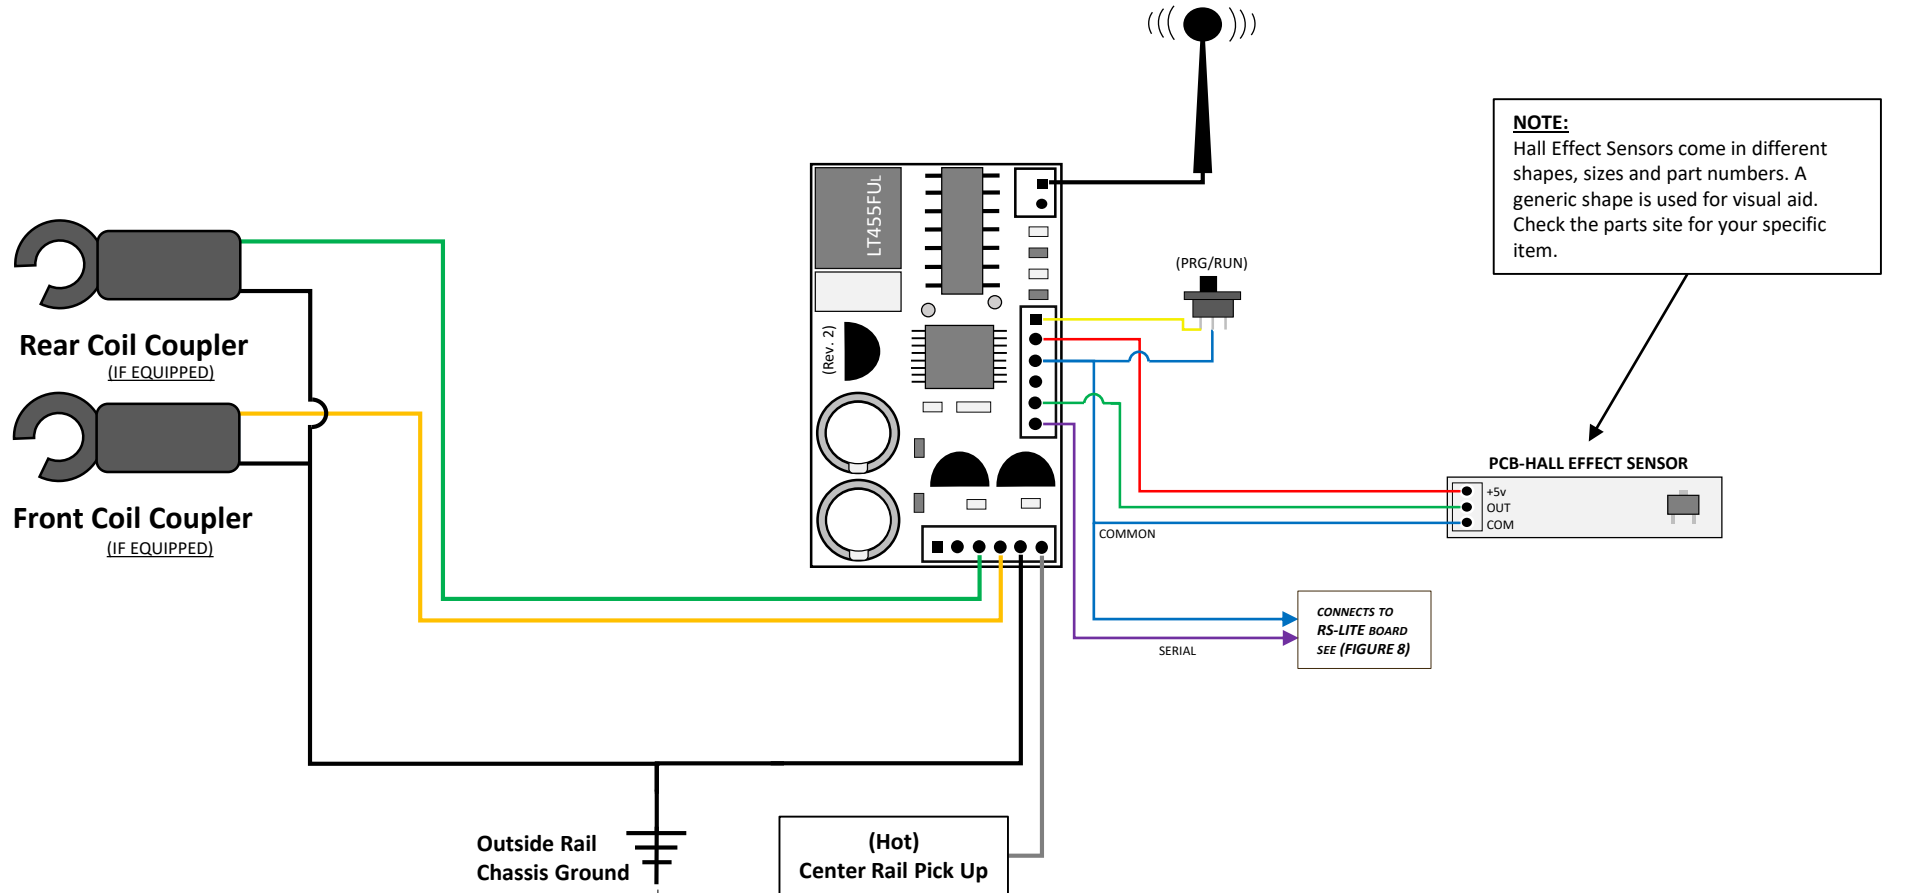 NOTE:
Hall Effect Sensors come in different
shapes, sizes and part numbers. A
generic shape is used for visual aid.
Check the parts site for your specific
item.
LT455FUL
(PRG/RUN)
(Rev. 2)
Rear Coil Coupler
(IF EQUIPPED)
Front Coil Coupler
(IF EQUIPPED)
PCB-HALL EFFECT SENSOR
+5v
OUT
COM
COMMON
CONNECTS TO
RS-LITE BOARD
SEE (FIGURE 8)
SERIAL
Outside Rail
Chassis Ground
(Hot)
Center Rail Pick Up